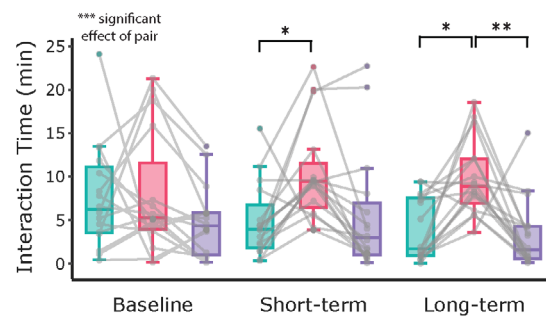 *** significant
effect of pair
* * **
Interaction Time (min)
25
20
15
10
5
0
Baseline Short-term Long-term